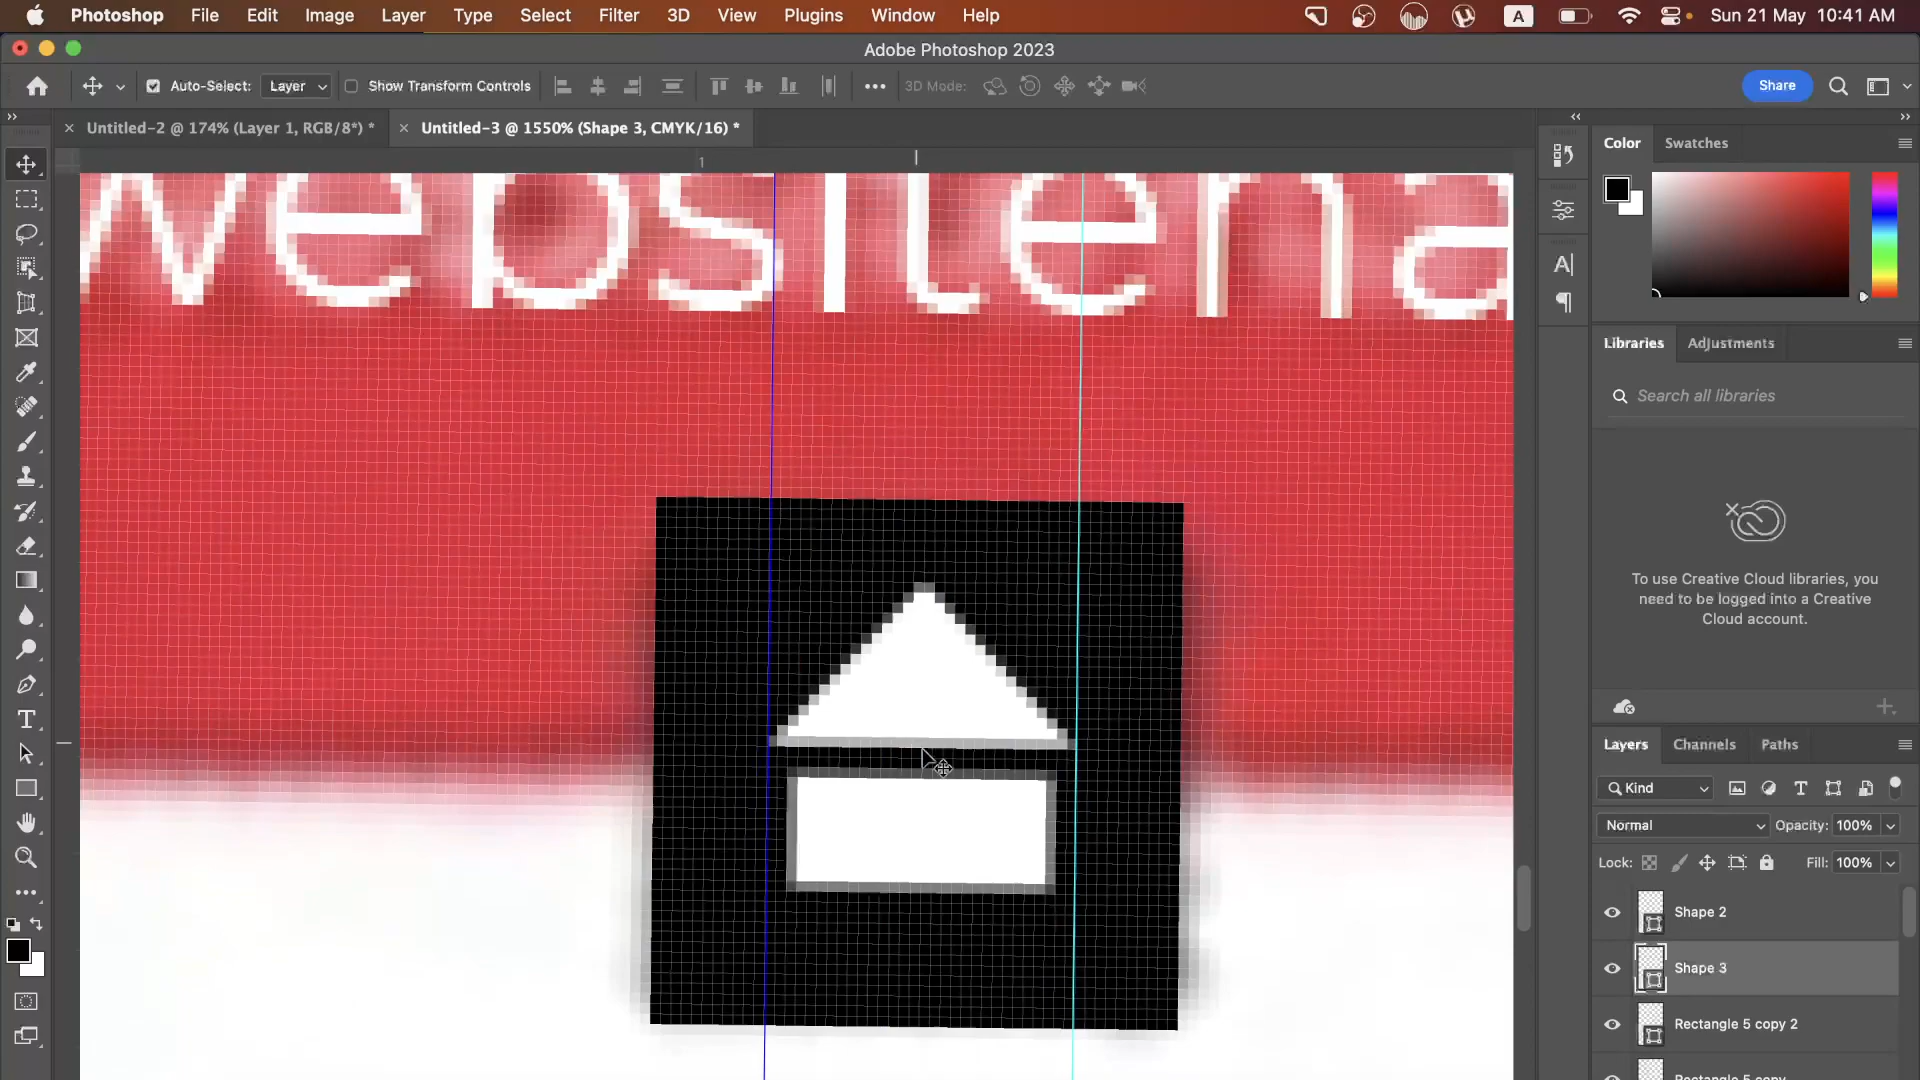 Photoshop File Edit Image Layer Type Select Filter 3D View Plugins Window Help A Sun 21 May 10:41 AM
Adobe Photoshop 2023
Auto-Select: Layer Show Transform Controls 3D Mode: Share
Untitled-2 @ 174% (Layer 1, RGB/8*) * Untitled-3 @ 1550% (Shape 3, CMYK/16) *
1
Color Swatches
websitena
Libraries Adjustments
Search all libraries
To use Creative Cloud libraries, you
need to be logged into a Creative
Cloud account.
Layers Channels Paths
Kind
Normal Opacity: 100%
Lock: Fill: 100%
Shape 2
Shape 3
Rectangle 5 copy 2
Rectangle 5 copy